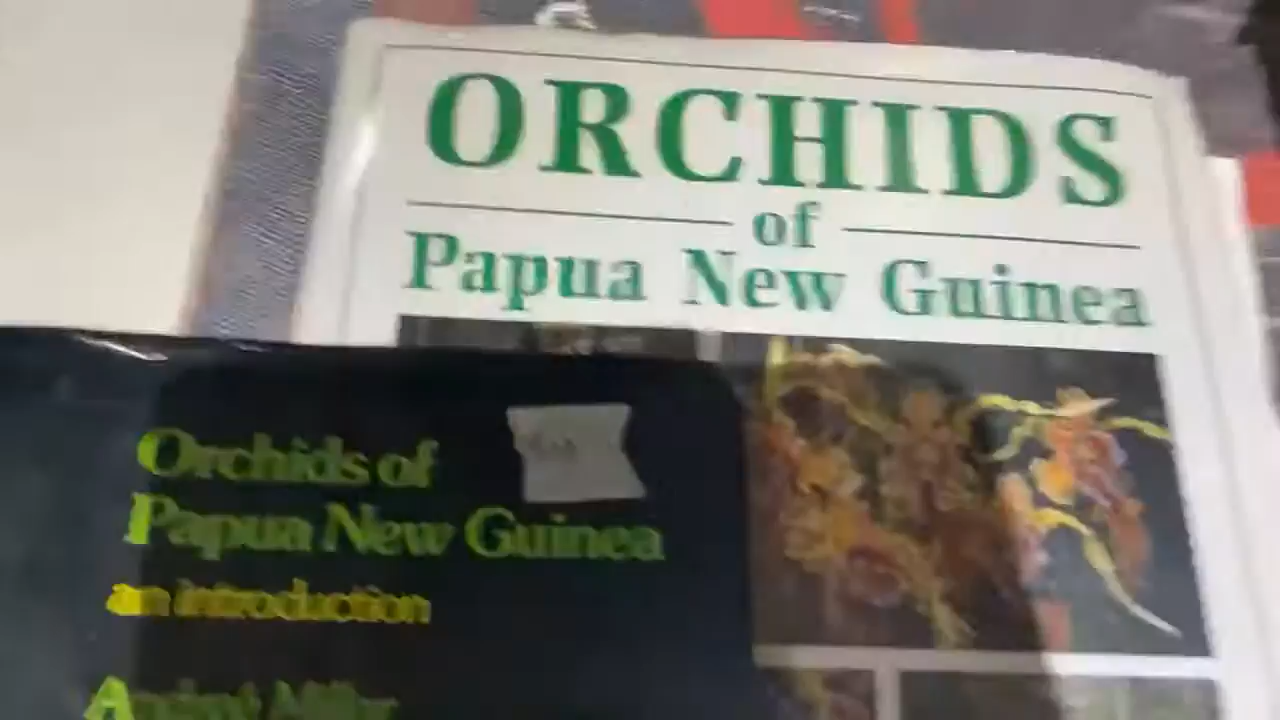 ORCHIDS
of
Papua New Guinea
Orchids of
Papua New Guinea
an introduction